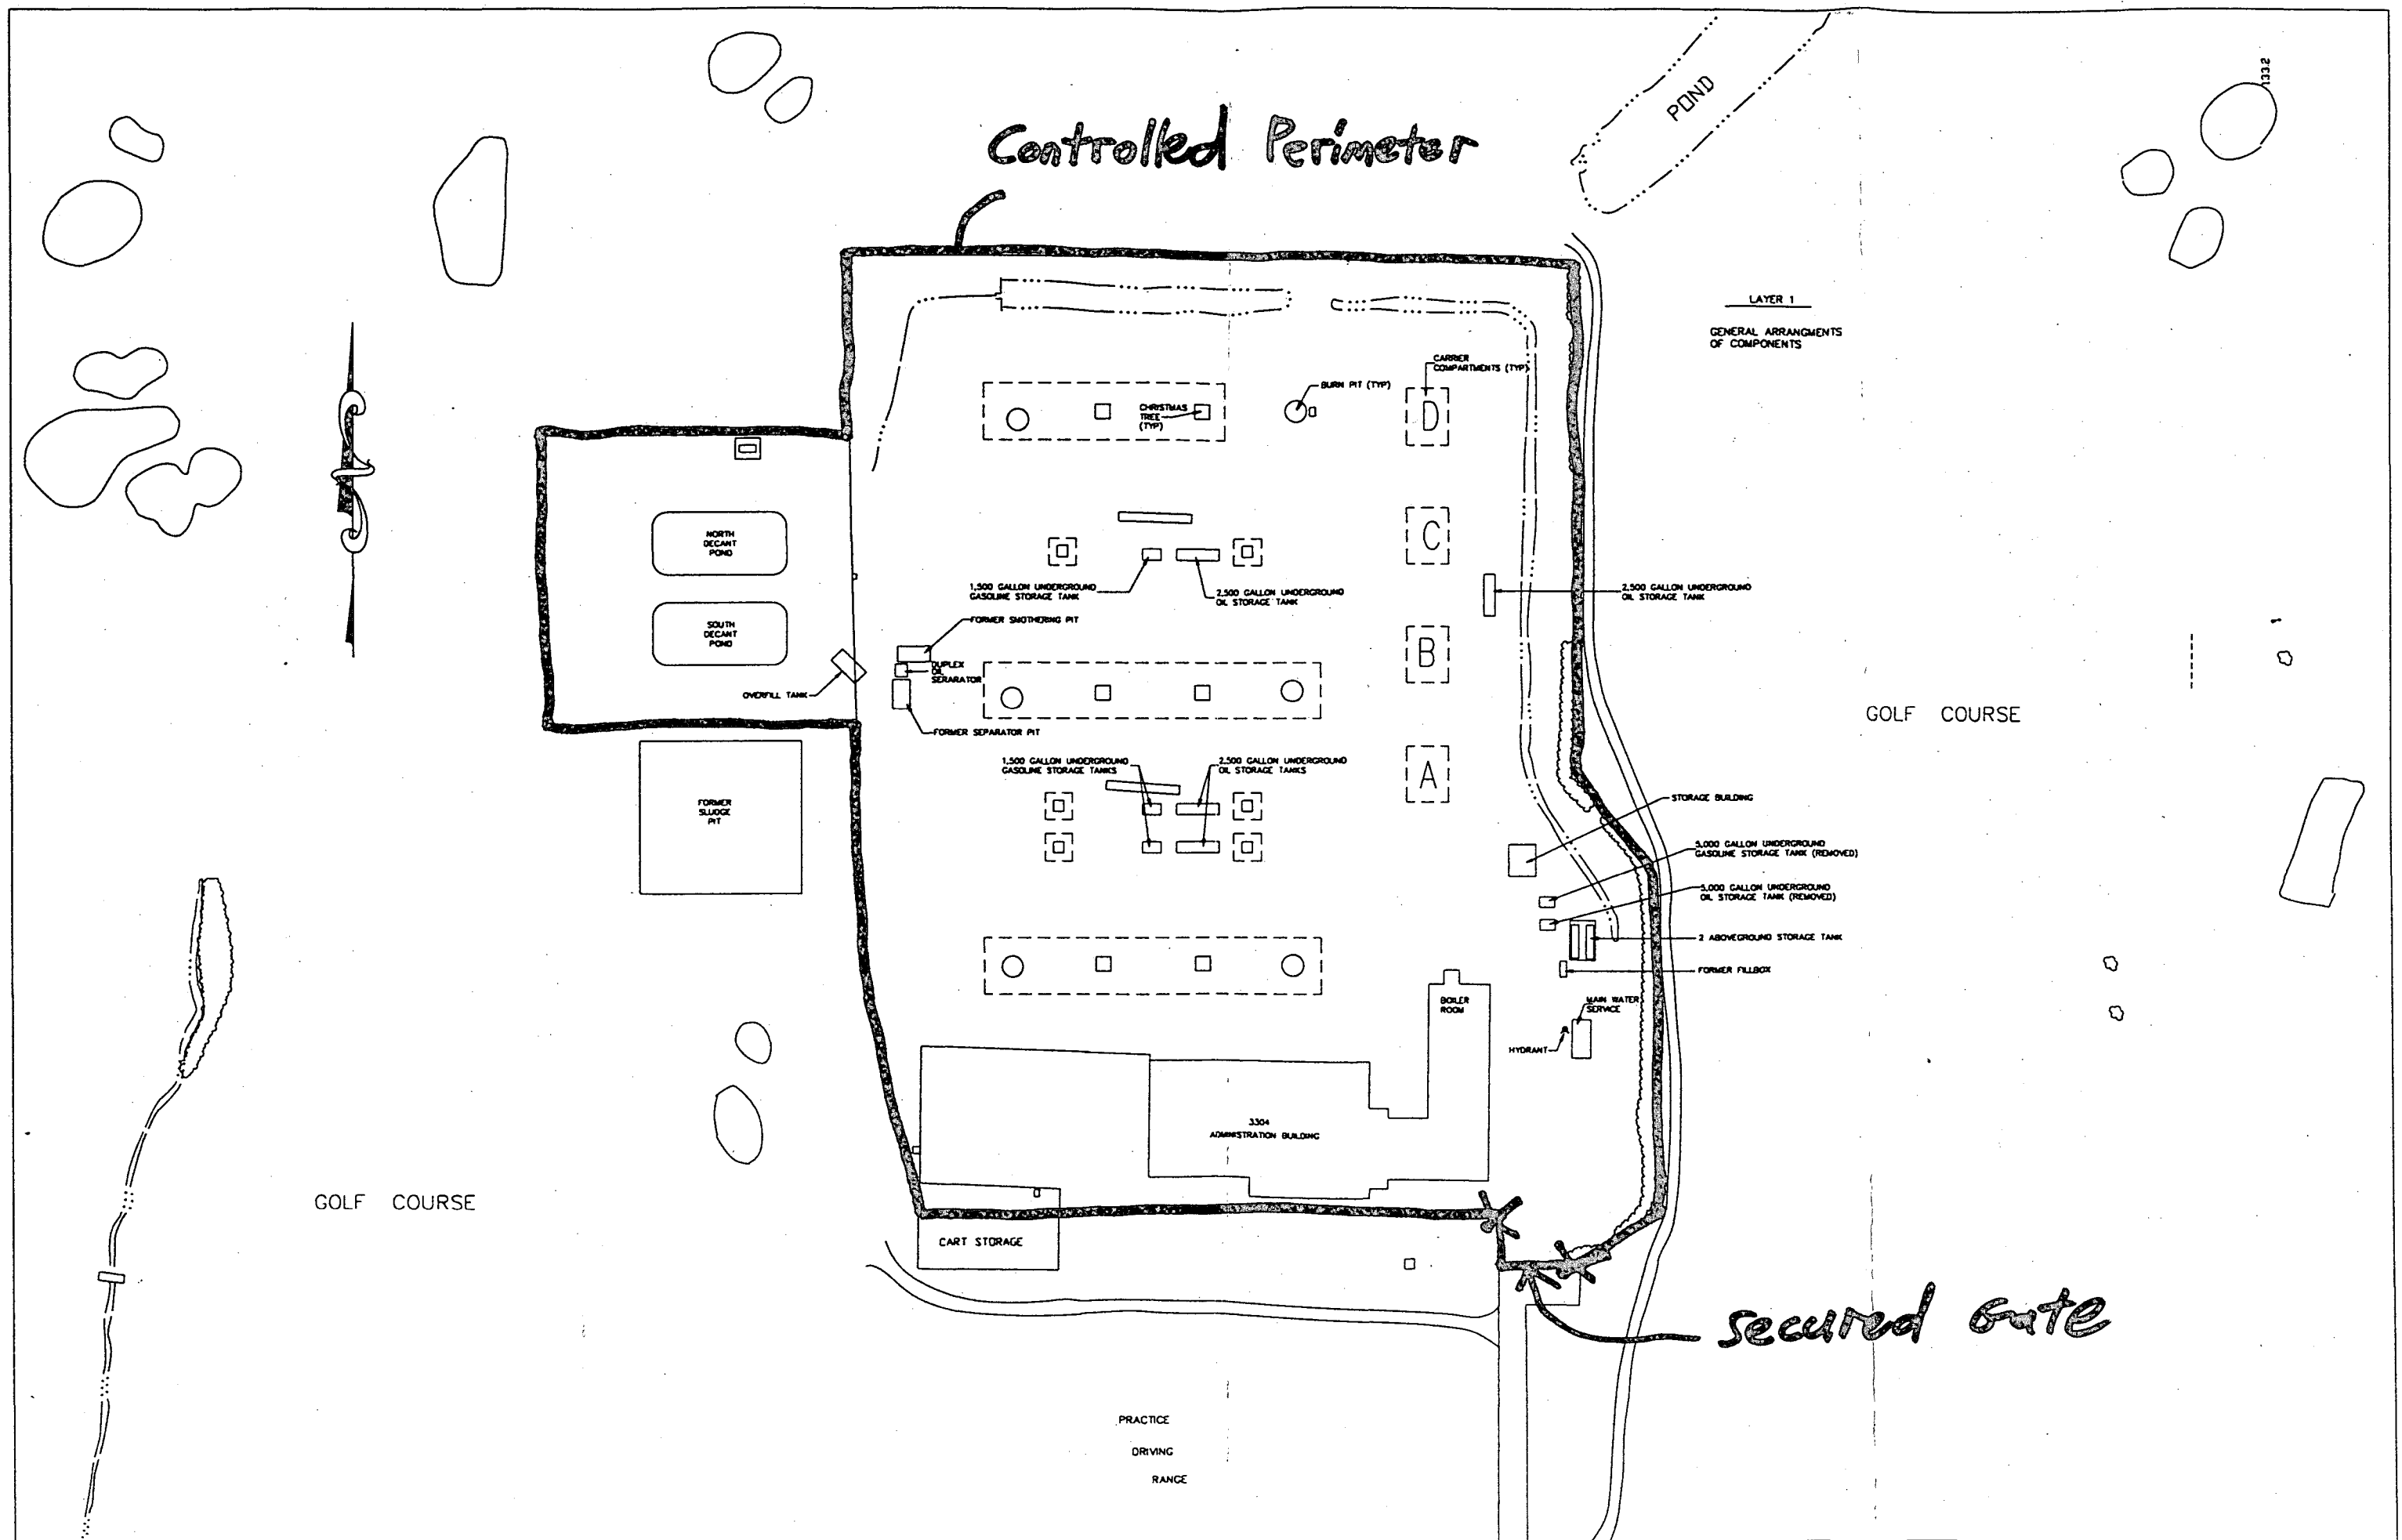 133.2
POND
Controlled Perimeter
LAYER 1
GENERAL ARRANGMENTS
OF COMPONENTS
CARRIER
COMPARTMENTS (TYP)
BURN PIT (TYP)
CHRISTMAS
TREE
(TYP)
D
NORTH
DECANT
POND
C
1,500 GALLON UNDERGROUND
GASOLINE STORAGE TANK
2,500 GALLON UNDERGROUND
OIL STORAGE TANK
2,500 GALLON UNDERGROUND
OIL STORAGE TANK
SOUTH
DECANT
POND
FORMER SMOTHERING PIT
B
DUPLEX
OIL
SERARATOR
OVERFILL TANK
GOLF COURSE
FORMER SEPARATOR PIT
1,500 GALLON UNDERGROUND
GASOLINE STORAGE TANKS
2,500 GALLON UNDERGROUND
OIL STORAGE TANKS
A
FORMER
SLUDGE
PIT
STORAGE BUILDING
5,000 GALLON UNDERGROUND
GASOLINE STORAGE TANK (REMOVED)
5,000 GALLON UNDERGROUND
OIL STORAGE TANK (REMOVED)
2 ABOVEGROUND STORAGE TANK
FORMER FILLBOX
BOILER
ROOM
MAIN WATER
SERVICE
HYDRANT
3304
ADMINISTRATION BUILDING
GOLF COURSE
CART STORAGE
secured Gate
PRACTICE
DRIVING
RANGE